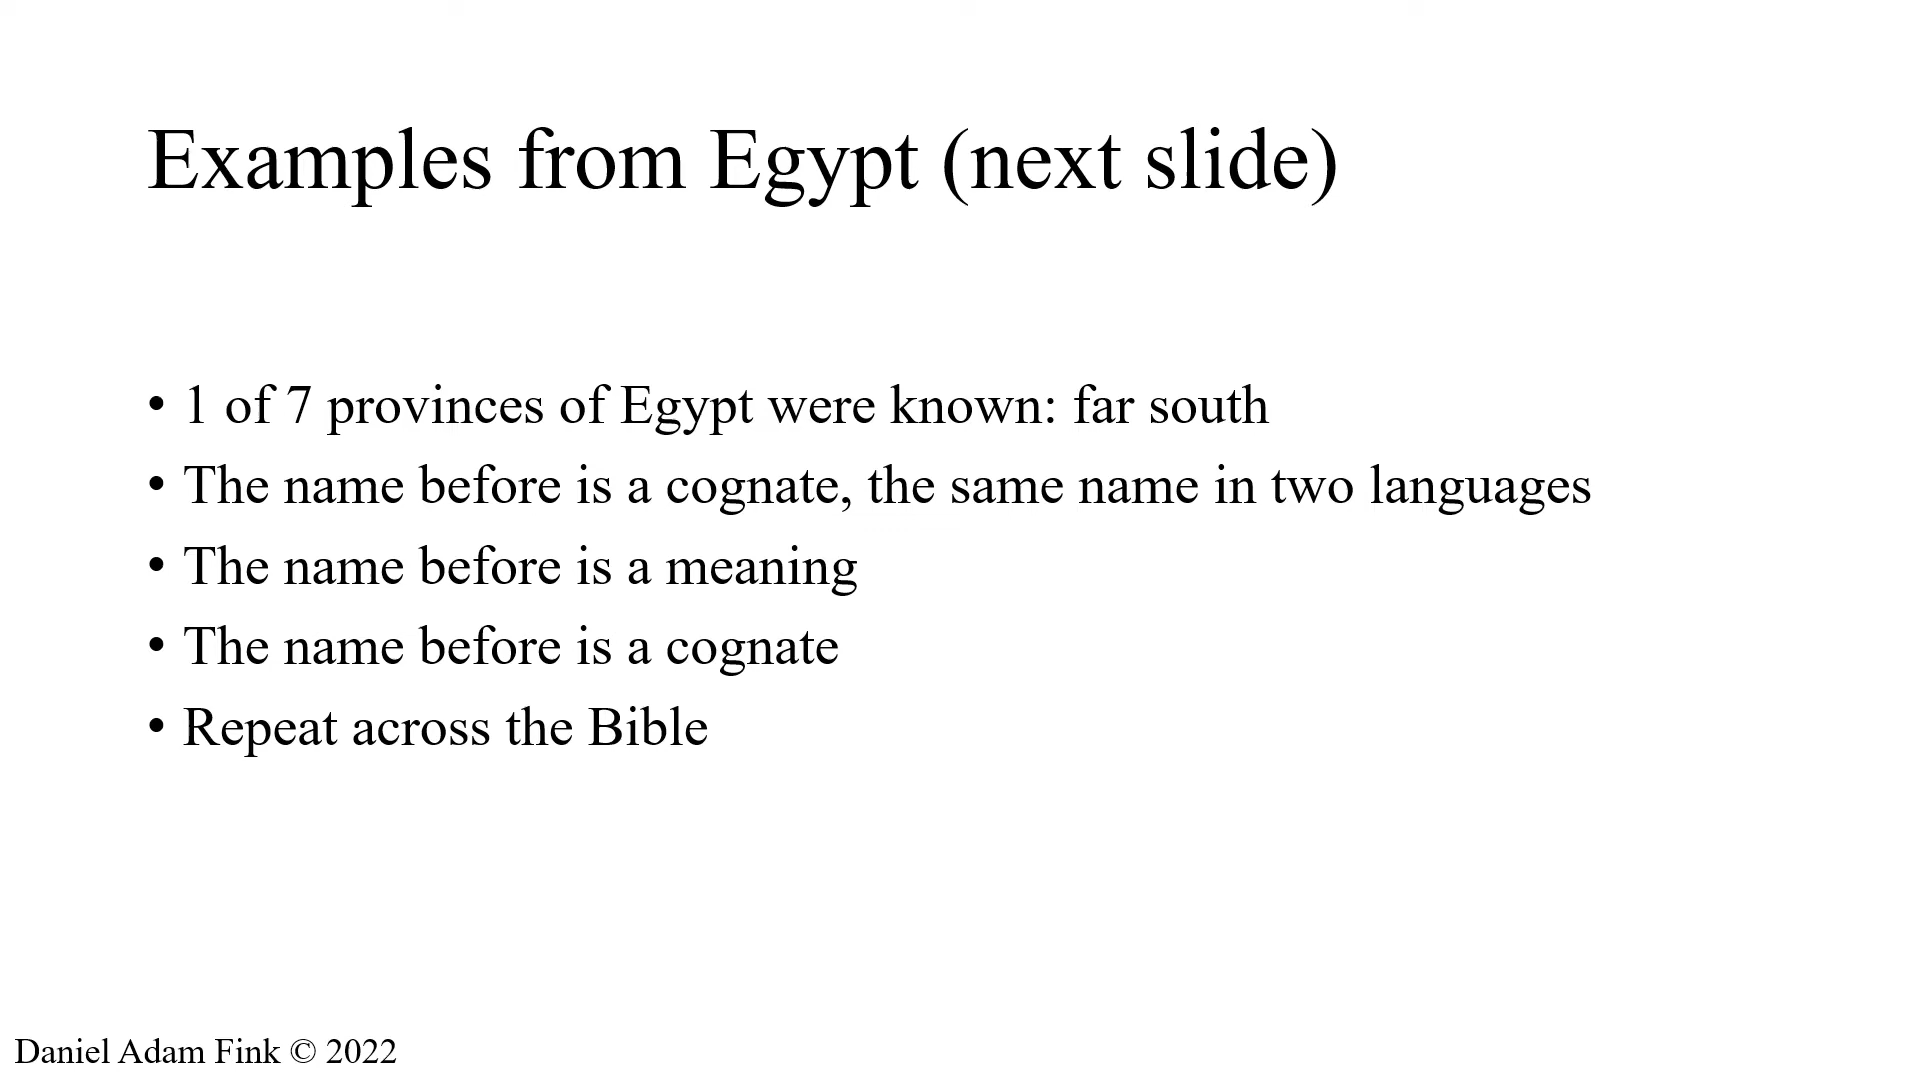 Examples from Egypt (next slide)
• 1 of 7 provinces of Egypt were known: far south
• The name before is a cognate, the same name in two languages
• The name before is a meaning
• The name before is a cognate
• Repeat across the Bible
Daniel Adam Fink © 2022